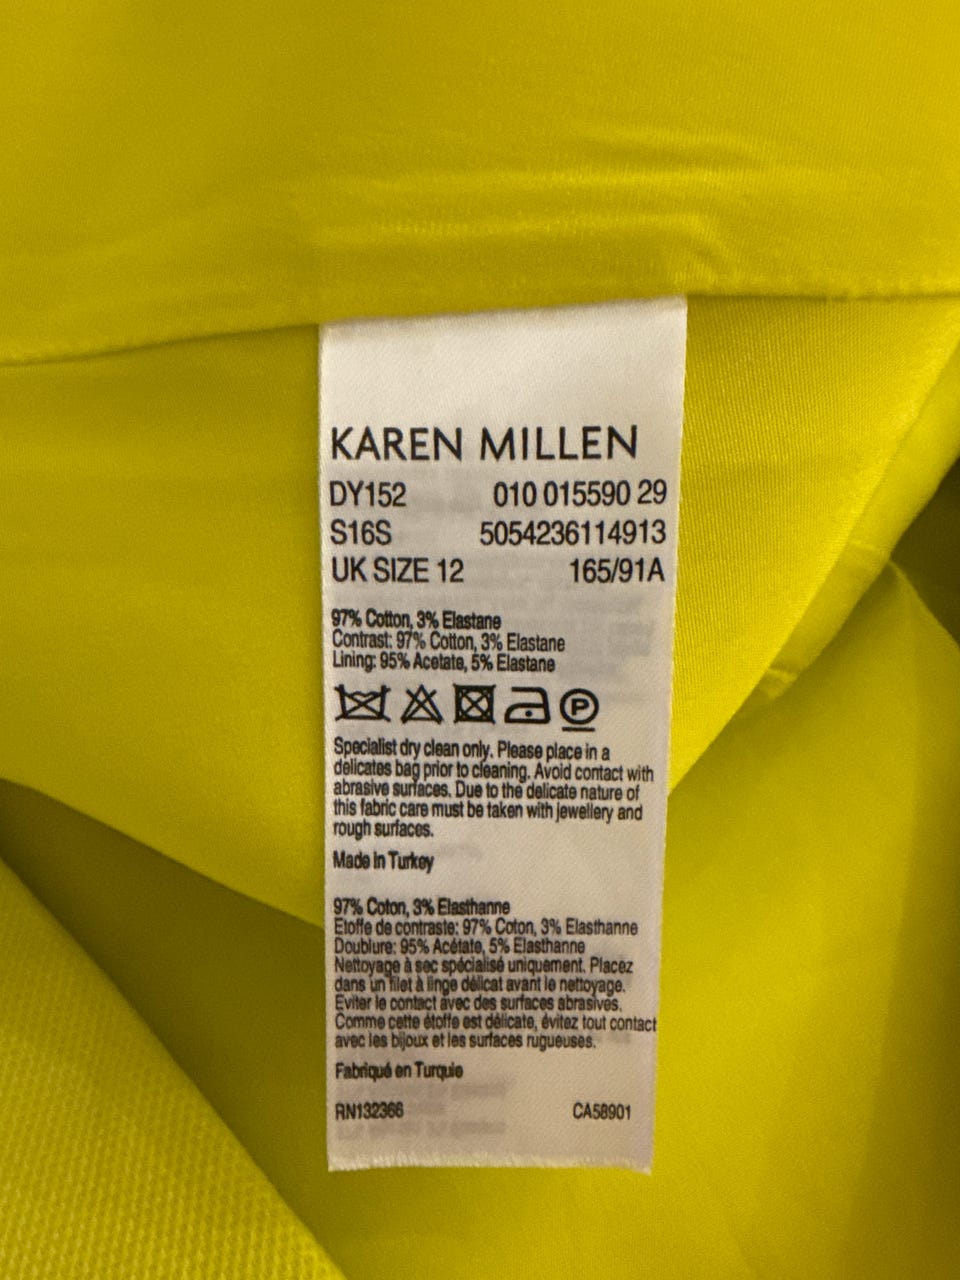 KAREN MILLEN
DY152 010 015590 29
S16S 5054236114913
UK SIZE 12 165/91A
97% Cotton, 3% Elastane
Contrast: 97% Cotton, 3% Elastane
Lining: 95% Acetate, 5% Elastane
P
Specialist dry clean only. Please place in a
delicates bag prior to cleaning. Avoid contact with
abrasive surfaces. Due to the delicate nature of
this fabric care must be taken with jewellery and
rough surfaces.
Made in Turkey
97% Coton, 3% Elasthanne
Etoffe de contraste: 97% Coton, 3% Elasthanne
Doublure: 95% Acétate, 5% Elasthanne
Nettoyage à sec spécialisé uniquement. Placez
dans un filet à linge délicat avant le nettoyage.
Éviter le contact avec des surfaces abrasives.
Comme cette étoffe est délicate, évitez tout contact
avec les bijoux et les surfaces rugueuses.
Fabriqué en Turquie
RN132366 CA58901